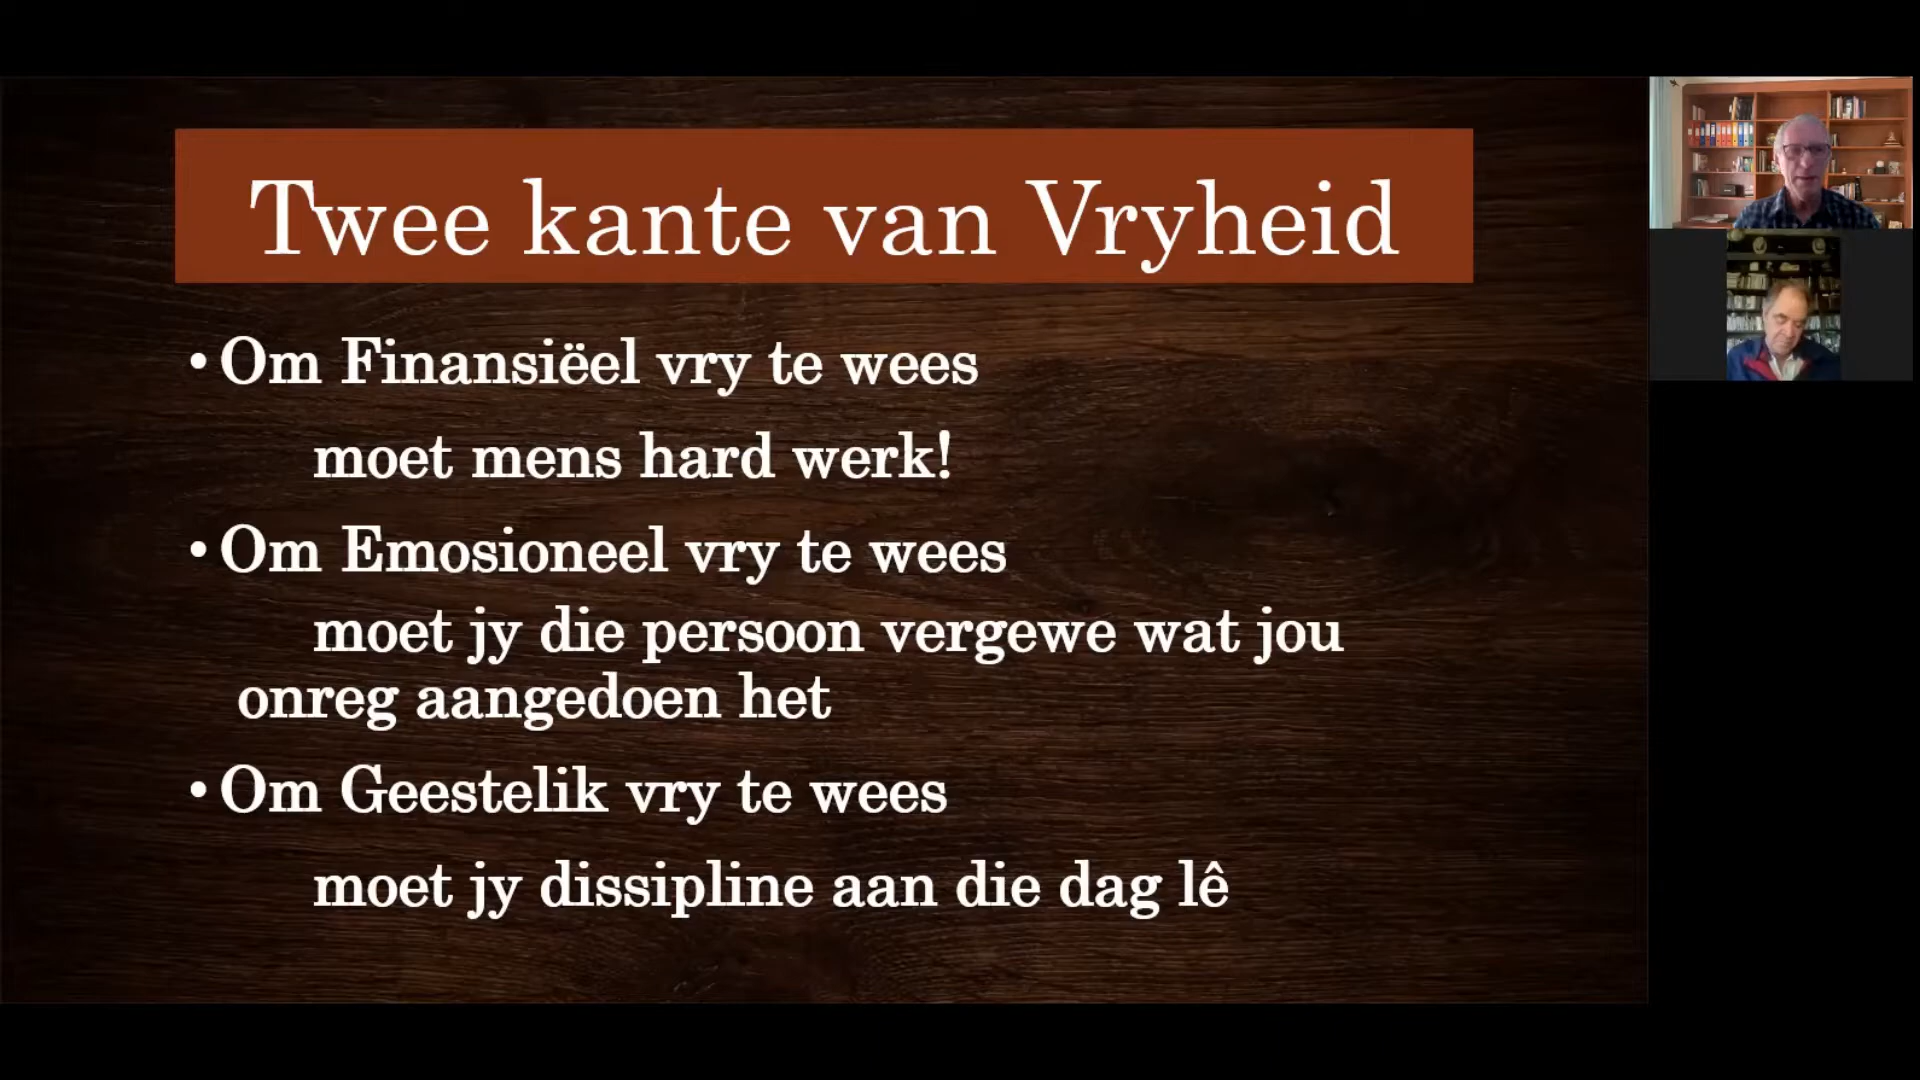 Twee kante van Vryheid
• Om Finansiëel vry te wees
moet mens hard werk!
• Om Emosioneel vry te wees
moet jy die persoon vergewe wat jou
onreg aangedoen het
• Om Geestelik vry te wees
moet jy dissipline aan die dag lê